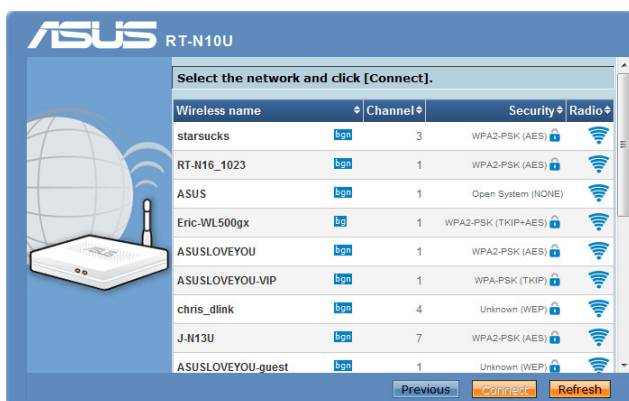 ASUS RT-N10U
Select the network and click [Connect].
Wireless name Channel Security Radio
starsucks bgn 3 WPA2-PSK (AES)
RT-N16_1023 bgn 1 WPA2-PSK (AES)
ASUS bgn 1 Open System (NONE)
Eric-WL500gx bg 1 WPA2-PSK (TKIP+AES)
ASUSLOVEYOU bgn 1 WPA2-PSK (AES)
ASUSLOVEYOU-VIP bgn 1 WPA-PSK (TKIP)
chris_dlink bgn 4 Unknown (WEP)
J-N13U bgn 7 WPA2-PSK (AES)
ASUSLOVEYOU-guest bgn 1 Unknown (WEP)
Previous Connect Refresh